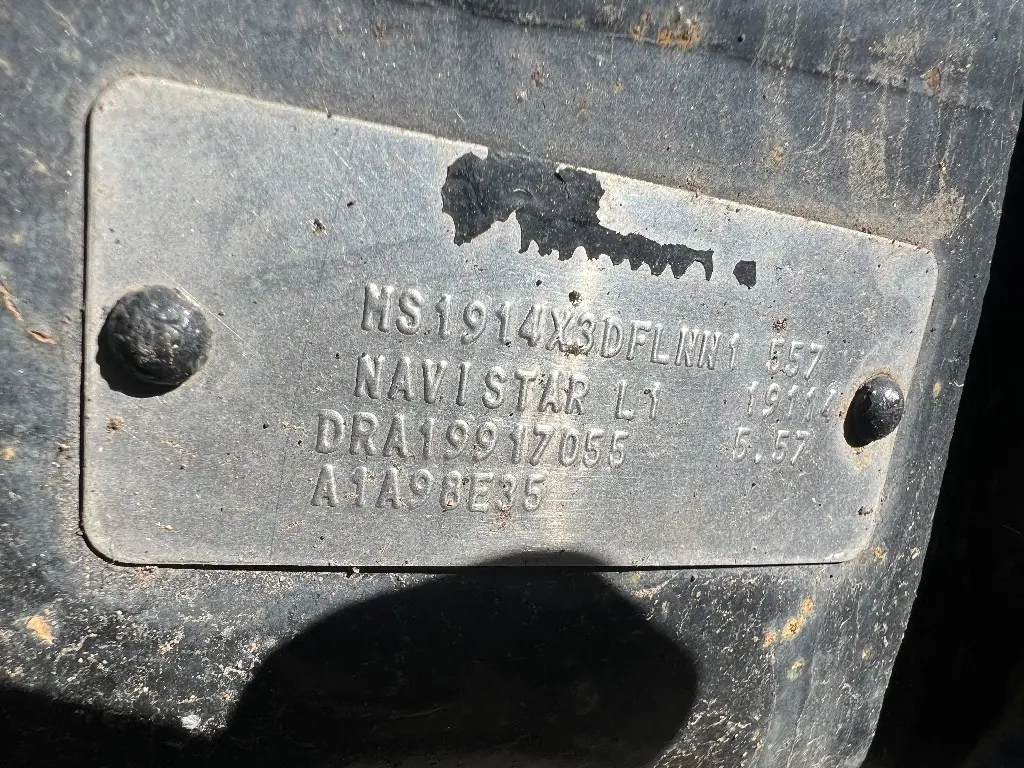 MS1914X3DFLNN1 557
NAVISTAR L1 19114
DRA19917055 5.57
A1A98E35